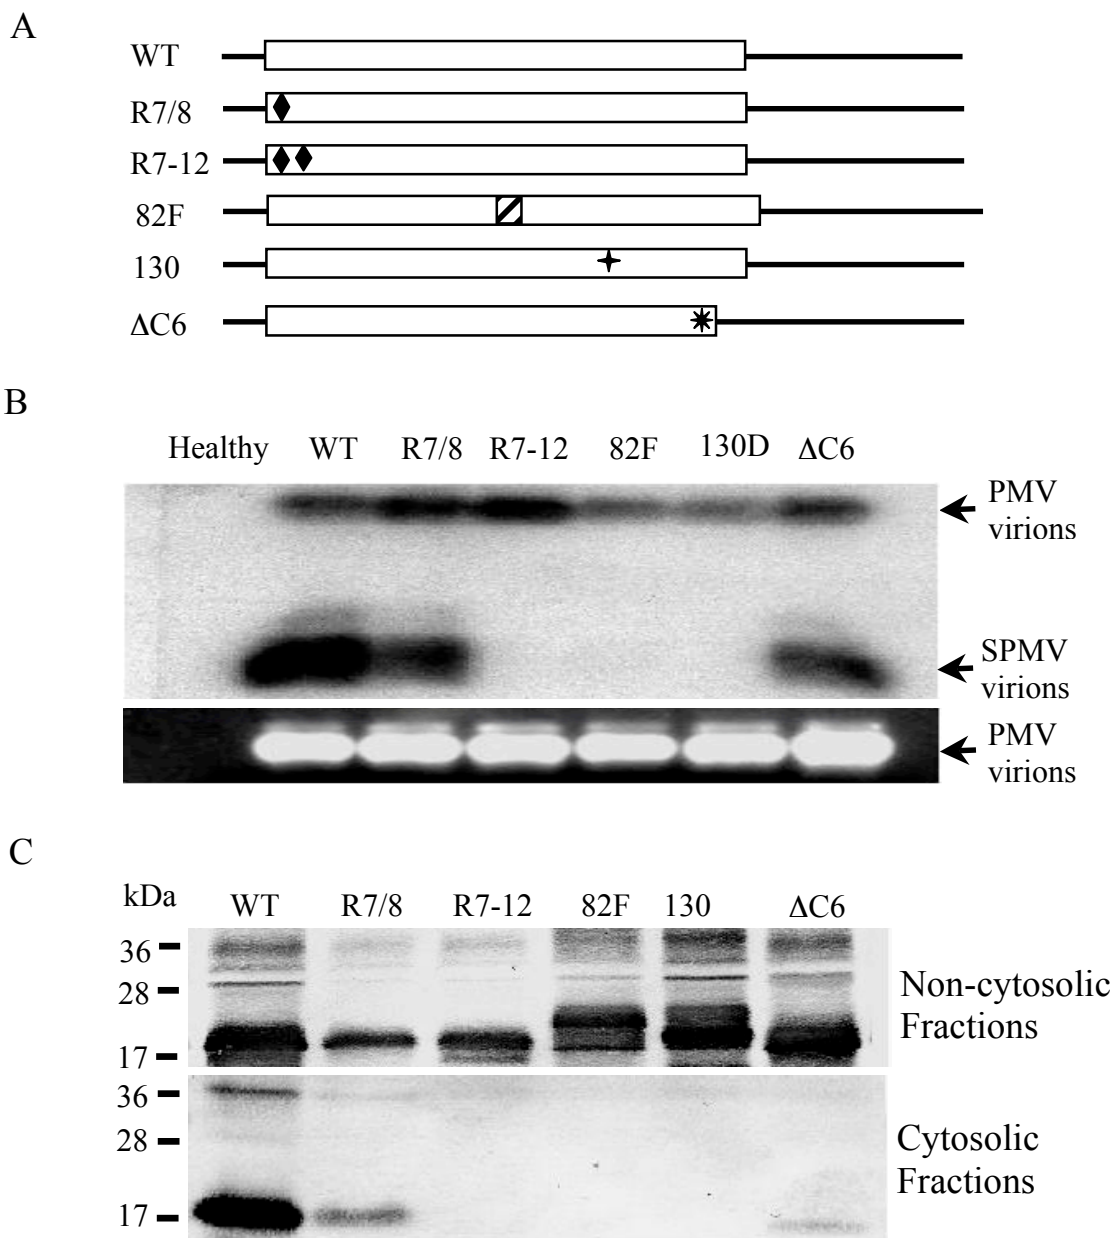 A
WT
R7/8
R7-12
82F
130
ΔC6
B
Healthy WT R7/8 R7-12 82F 130D ΔC6
PMV
virions
SPMV
virions
PMV
virions
C
kDa WT R7/8 R7-12 82F 130 ΔC6
36
28
17
Non-cytosolic
Fractions
36
28
17
Cytosolic
Fractions